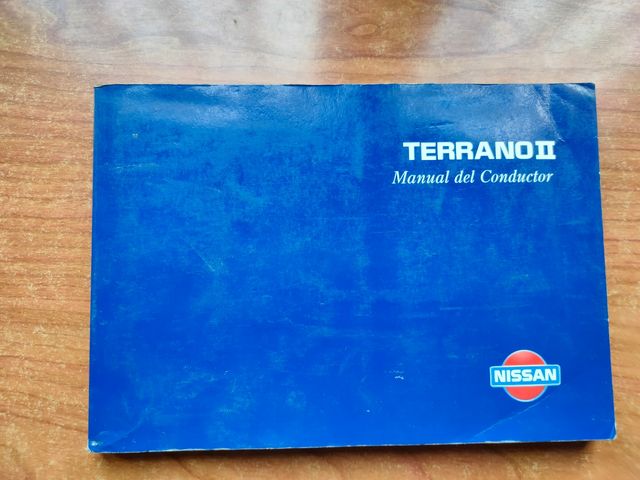 TERRANO II
Manual del Conductor
NISSAN